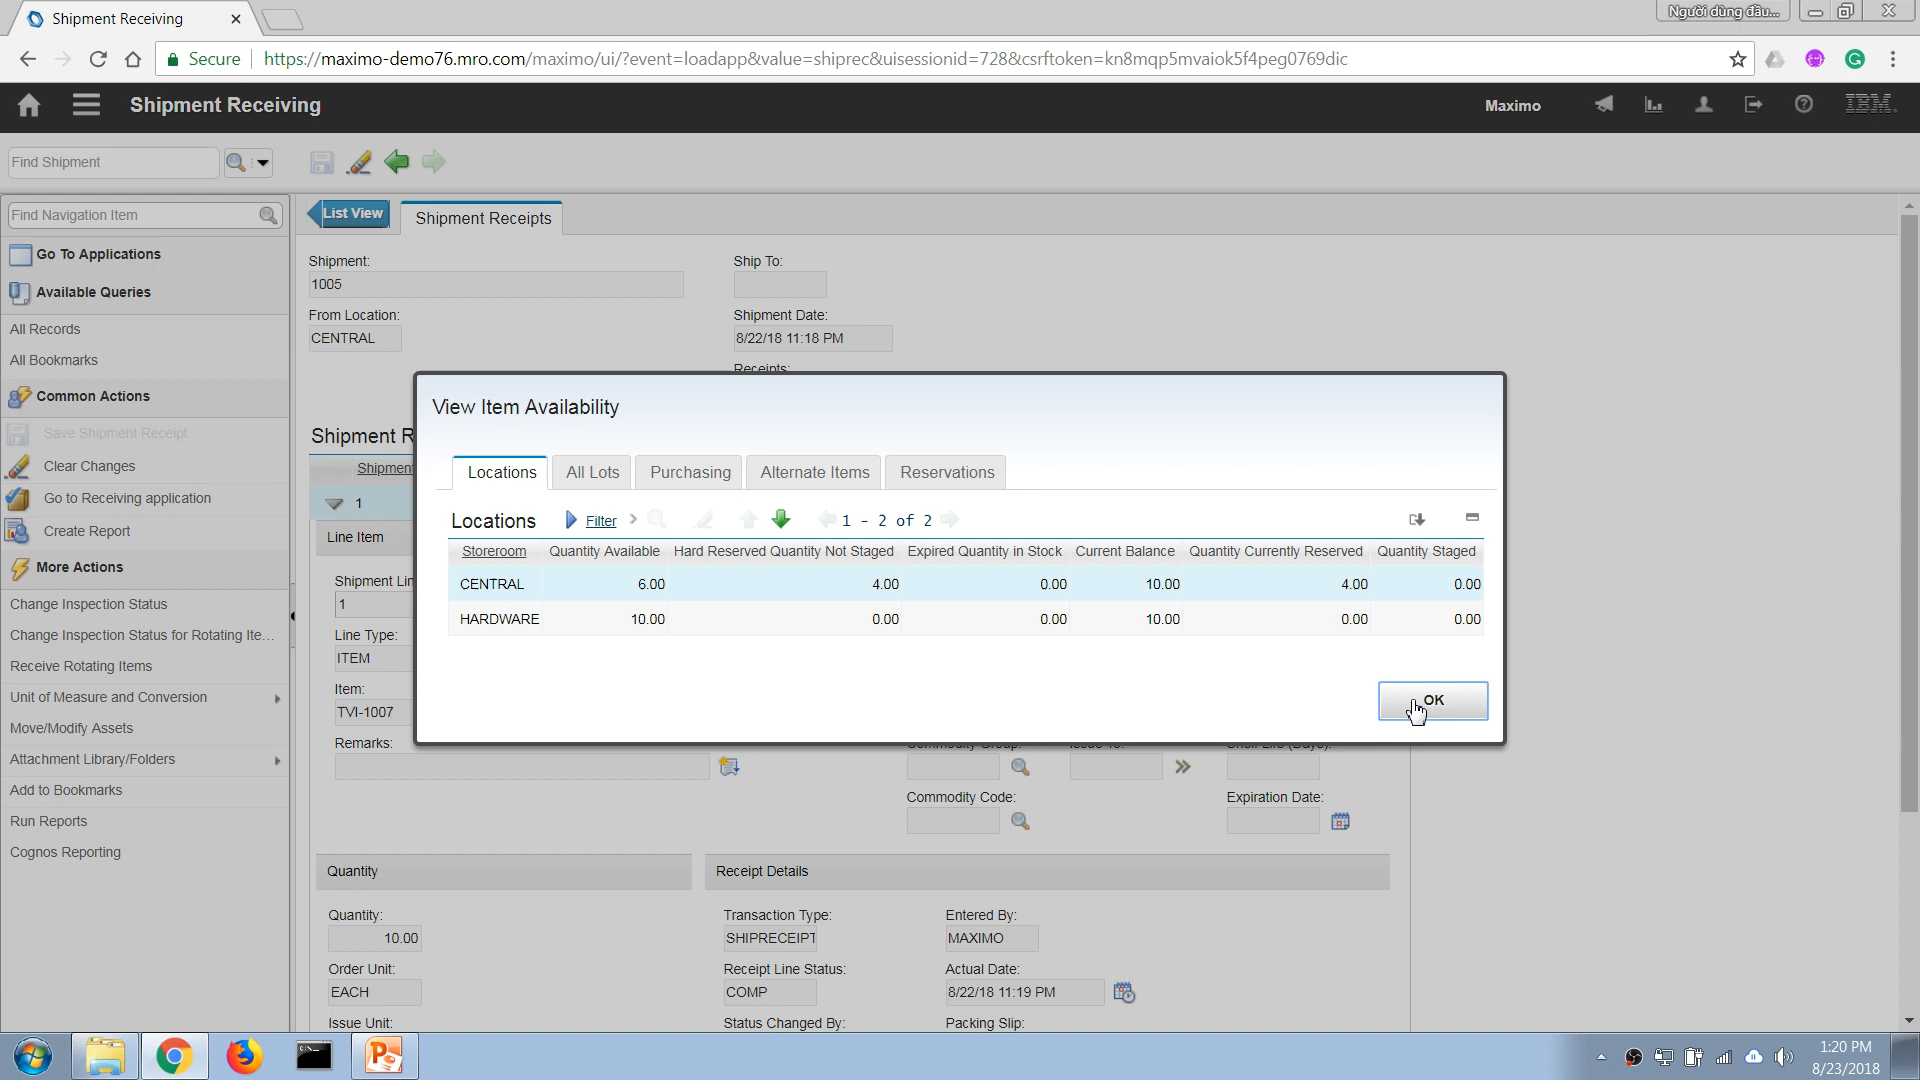 Shipment Receiving
Người dùng đầu...
Secure
https://maximo-demo76.mro.com/maximo/ui/?event=loadapp&value=shiprec&uisessionid=728&csrftoken=kn8mqp5mvaiok5f4peg0769dic
Shipment Receiving
Maximo
IBM.
Find Shipment
Find Navigation Item
Go To Applications
Available Queries
All Records
All Bookmarks
Common Actions
Save Shipment Receipt
Clear Changes
Go to Receiving application
Create Report
More Actions
Change Inspection Status
Change Inspection Status for Rotating Ite...
Receive Rotating Items
Unit of Measure and Conversion
Move/Modify Assets
Attachment Library/Folders
Add to Bookmarks
Run Reports
Cognos Reporting
List View
Shipment Receipts
Shipment:
1005
Ship To:
From Location:
CENTRAL
Shipment Date:
8/22/18 11:18 PM
Receipts:
Shipment R
Shipment
1
Line Item
Shipment Lin
1
Line Type:
ITEM
Item:
TVI-1007
Remarks:
View Item Availability
Locations
All Lots
Purchasing
Alternate Items
Reservations
Locations
Filter
1 - 2 of 2
Storeroom Quantity Available Hard Reserved Quantity Not Staged Expired Quantity in Stock Current Balance Quantity Currently Reserved Quantity Staged
CENTRAL 6.00 4.00 0.00 10.00 4.00 0.00
HARDWARE 10.00 0.00 0.00 10.00 0.00 0.00
OK
Commodity Group:
Issue To:
Shelf Life (Days):
Commodity Code:
Expiration Date:
Quantity
Receipt Details
Quantity:
10.00
Order Unit:
EACH
Issue Unit:
Transaction Type:
SHIPRECEIPT
Entered By:
MAXIMO
Receipt Line Status:
COMP
Actual Date:
8/22/18 11:19 PM
Status Changed By:
Packing Slip:
1:20 PM
8/23/2018